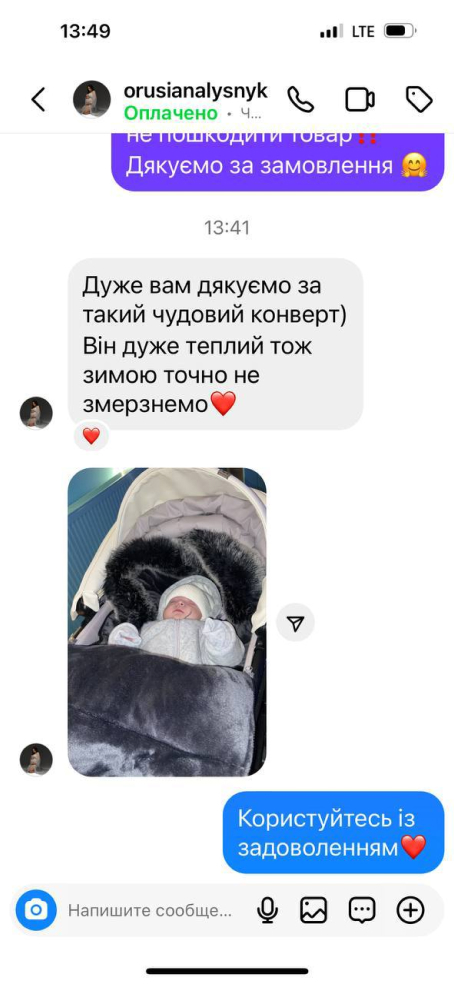 13:49
LTE
orusianalysnyk
Оплачено · Ч...
не пошкодити товар‼️
Дякуємо за замовлення 🤗
13:41
Дуже вам дякуємо за
такий чудовий конверт)
Він дуже теплий тож
зимою точно не
змерзнемо❤️
❤️
Користуйтесь із
задоволенням❤️
Напишите сообще...